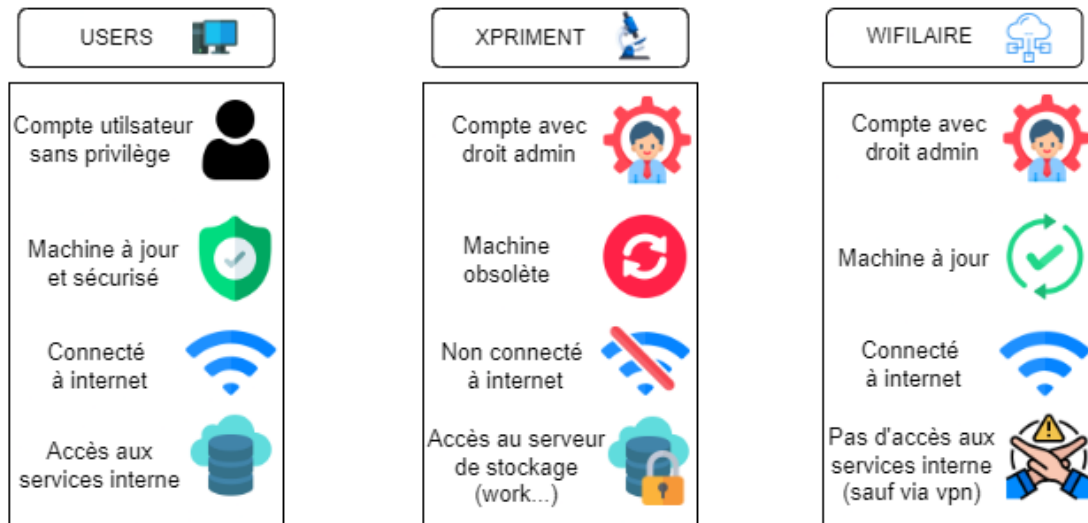 USERS
Compte utilsateur
sans privilège
Machine à jour
et sécurisé
Connecté
à internet
Accès aux
services interne
XPRIMENT
Compte avec
droit admin
Machine
obsolète
Non connecté
à internet
Accès au serveur
de stockage
(work...)
WIFILAIRE
Compte avec
droit admin
Machine à jour
Connecté
à internet
Pas d'accès aux
services interne
(sauf via vpn)